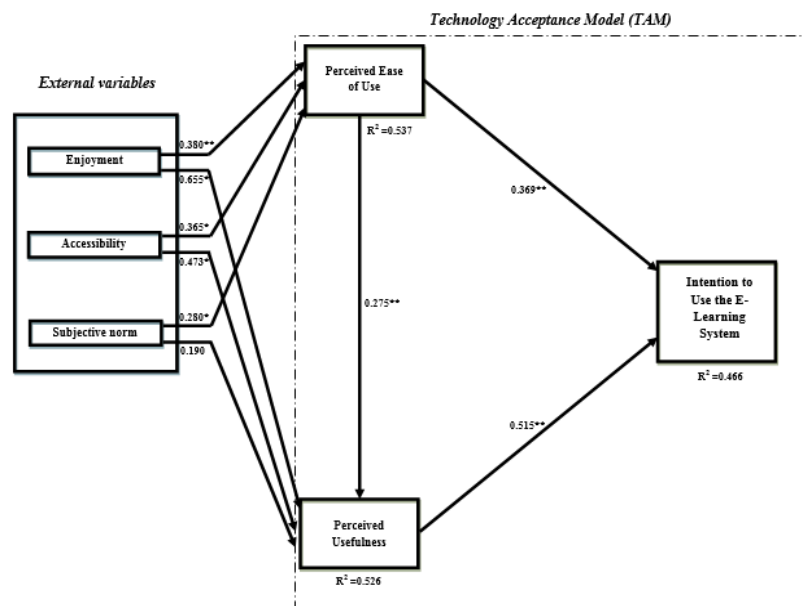 Technology Acceptance Model (TAM)
External variables
Perceived Ease
of Use
R² =0.537
0.380**
Enjoyment
0.655*
0.365*
Accessibility
0.473*
0.280*
Subjective norm
0.190
0.369**
0.275**
Intention to
Use the E-
Learning
System
R² =0.466
0.515**
Perceived
Usefulness
R² =0.526